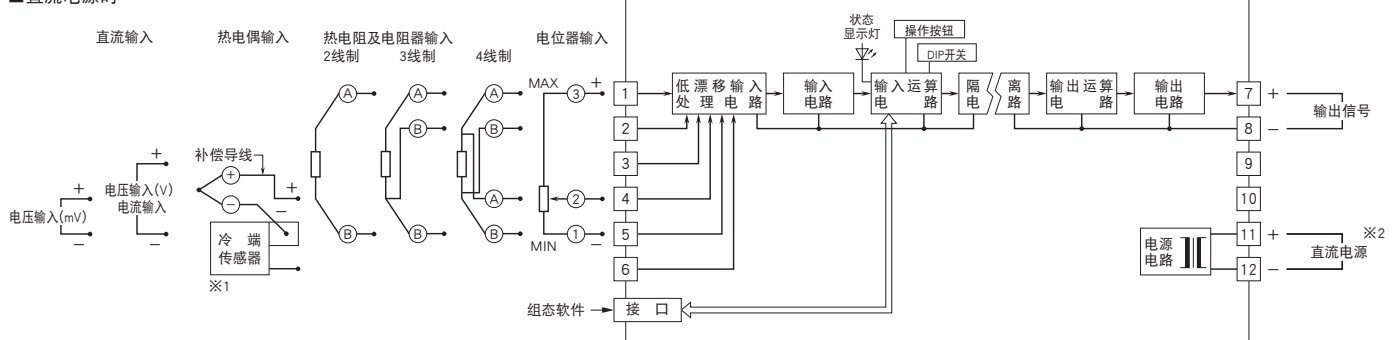 ■直流电源时
直流输入
热电偶输入
热电阻及电阻器输入
2线制
3线制
4线制
电位器输入
状态
显示灯
操作按钮
DIP开关
MAX
MIN
A
B
A
B
A
B
A
B
3
2
1
+
−
补偿导线
+
−
+
−
冷 端
传感器
※1
+
电压输入(V)
电流输入
−
+
电压输入(mV)
−
1
2
3
4
5
6
低漂移输入
处理电路
输入
电路
输入运算
电 路
隔 离
电 路
输出运算
电 路
输出
电路
7
8
9
10
11
12
+
−
输出信号
电源
电路
+
−
直流电源
※2
组态软件
接 口